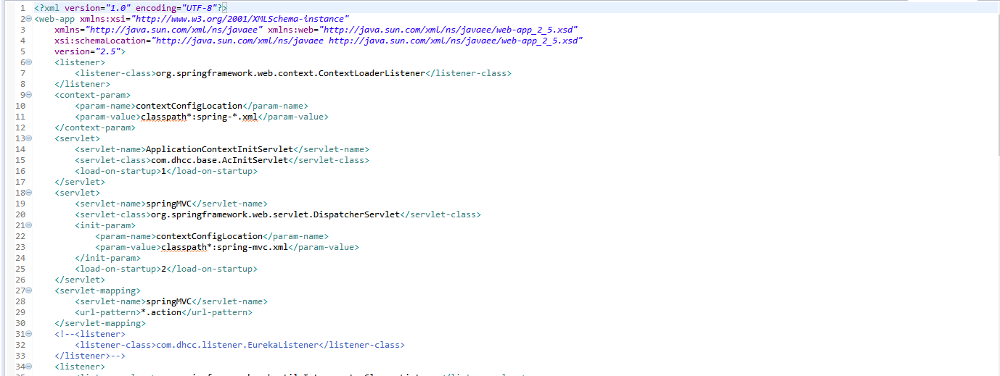 1 <?xml version="1.0" encoding="UTF-8"?>
2 <web-app xmlns:xsi="http://www.w3.org/2001/XMLSchema-instance"
3     xmlns="http://java.sun.com/xml/ns/javaee" xmlns:web="http://java.sun.com/xml/ns/javaee/web-app_2_5.xsd"
4     xsi:schemaLocation="http://java.sun.com/xml/ns/javaee http://java.sun.com/xml/ns/javaee/web-app_2_5.xsd"
5     version="2.5">
6     <listener>
7         <listener-class>org.springframework.web.context.ContextLoaderListener</listener-class>
8     </listener>
9     <context-param>
10         <param-name>contextConfigLocation</param-name>
11         <param-value>classpath*:spring-*.xml</param-value>
12     </context-param>
13     <servlet>
14         <servlet-name>ApplicationContextInitServlet</servlet-name>
15         <servlet-class>com.dhcc.base.AcInitServlet</servlet-class>
16         <load-on-startup>1</load-on-startup>
17     </servlet>
18     <servlet>
19         <servlet-name>springMVC</servlet-name>
20         <servlet-class>org.springframework.web.servlet.DispatcherServlet</servlet-class>
21         <init-param>
22             <param-name>contextConfigLocation</param-name>
23             <param-value>classpath*:spring-mvc.xml</param-value>
24         </init-param>
25         <load-on-startup>2</load-on-startup>
26     </servlet>
27     <servlet-mapping>
28         <servlet-name>springMVC</servlet-name>
29         <url-pattern>*.action</url-pattern>
30     </servlet-mapping>
31     <!--<listener>
32         <listener-class>com.dhcc.listener.EurekaListener</listener-class>
33     </listener>-->
34     <listener>